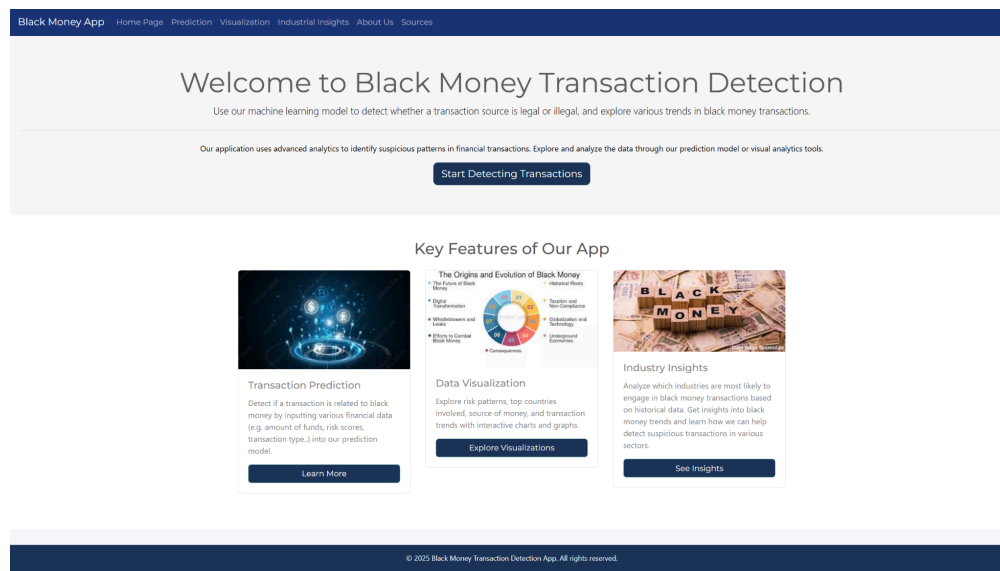 Black Money App Home Page Prediction Visualization Industrial Insights About Us Sources
Welcome to Black Money Transaction Detection
Use our machine learning model to detect whether a transaction source is legal or illegal, and explore various trends in black money transactions.
Our application uses advanced analytics to identify suspicious patterns in financial transactions. Explore and analyze the data through our prediction model or visual analytics tools.
Start Detecting Transactions
Key Features of Our App
Transaction Prediction
Detect if a transaction is related to black
money by inputting various financial data
(e.g. amount of funds, risk scores,
transaction type..) into our prediction
model.
Learn More
The Origins and Evolution of Black Money
The Future of Black
Money
Digital
Transformation
Whistleblowers and
Leaks
Efforts to Combat
Black Money
01
02
04
05
06
07
Historical Roots
Taxation and
Non-Compliance
Globalization and
Technology
Underground
Economies
Consequences
Data Visualization
Explore risk patterns, top countries
involved, source of money, and transaction
trends with interactive charts and graphs.
Explore Visualizations
BLACK
MONEY
Industry Insights
Analyze which industries are most likely to
engage in black money transactions based
on historical data. Get insights into black
money trends and learn how we can help
detect suspicious transactions in various
sectors.
See Insights
© 2025 Black Money Transaction Detection App. All rights reserved.